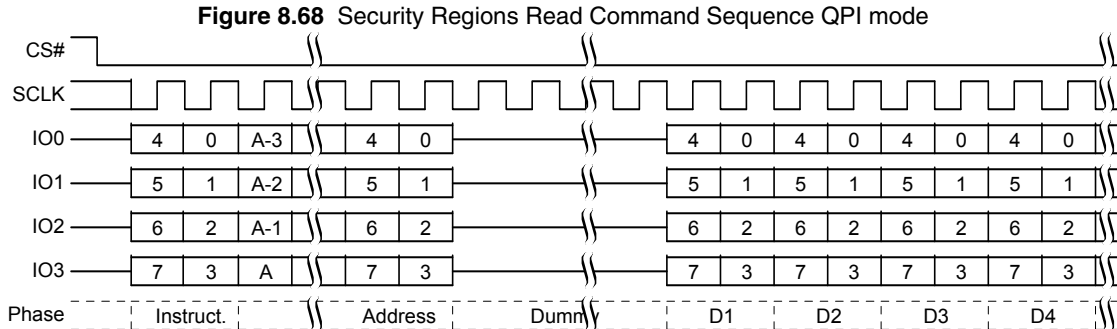 Figure 8.68 Security Regions Read Command Sequence QPI mode
CS#
SCLK
IO0 4 0 A-3 4 0 4 0 4 0 4 0 4 0
IO1 5 1 A-2 5 1 5 1 5 1 5 1 5 1
IO2 6 2 A-1 6 2 6 2 6 2 6 2 6 2
IO3 7 3 A 7 3 7 3 7 3 7 3 7 3
Phase Instruct. Address Dummy D1 D2 D3 D4